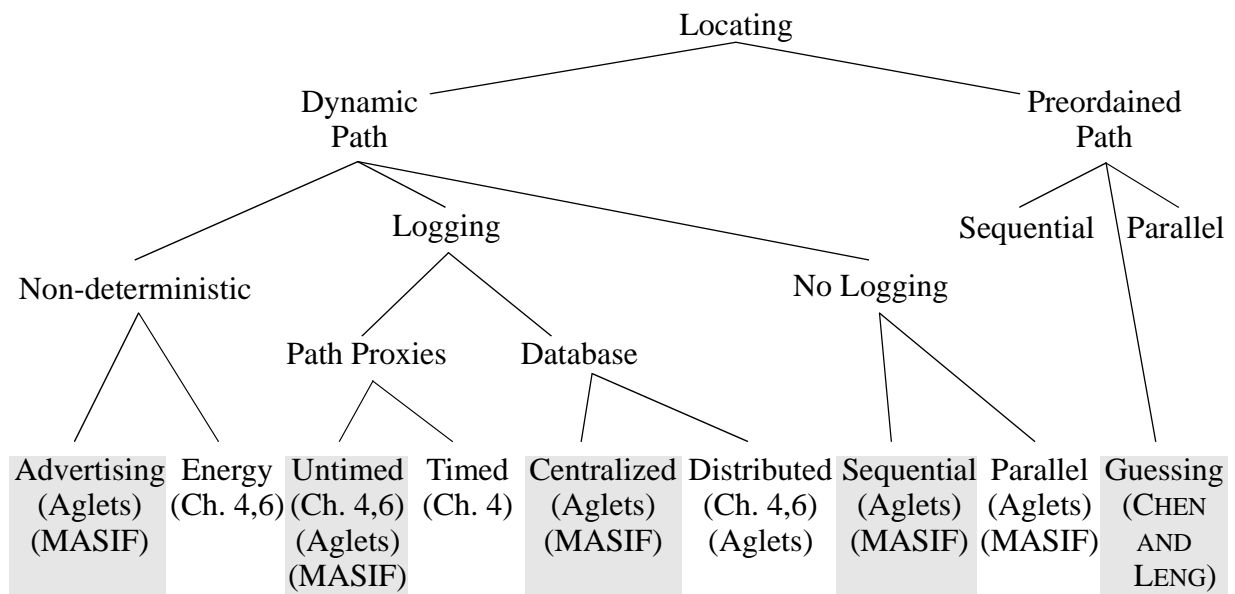 Locating
Dynamic
Path
Preordained
Path
Logging
Sequential
Parallel
Non-deterministic
No Logging
Path Proxies
Database
Advertising
(Aglets)
(MASIF)
Energy
(Ch. 4,6)
Untimed
(Ch. 4,6)
(Aglets)
(MASIF)
Timed
(Ch. 4)
Centralized
(Aglets)
(MASIF)
Distributed
(Ch. 4,6)
(Aglets)
Sequential
(Aglets)
(MASIF)
Parallel
(Aglets)
(MASIF)
Guessing
(CHEN
AND
LENG)